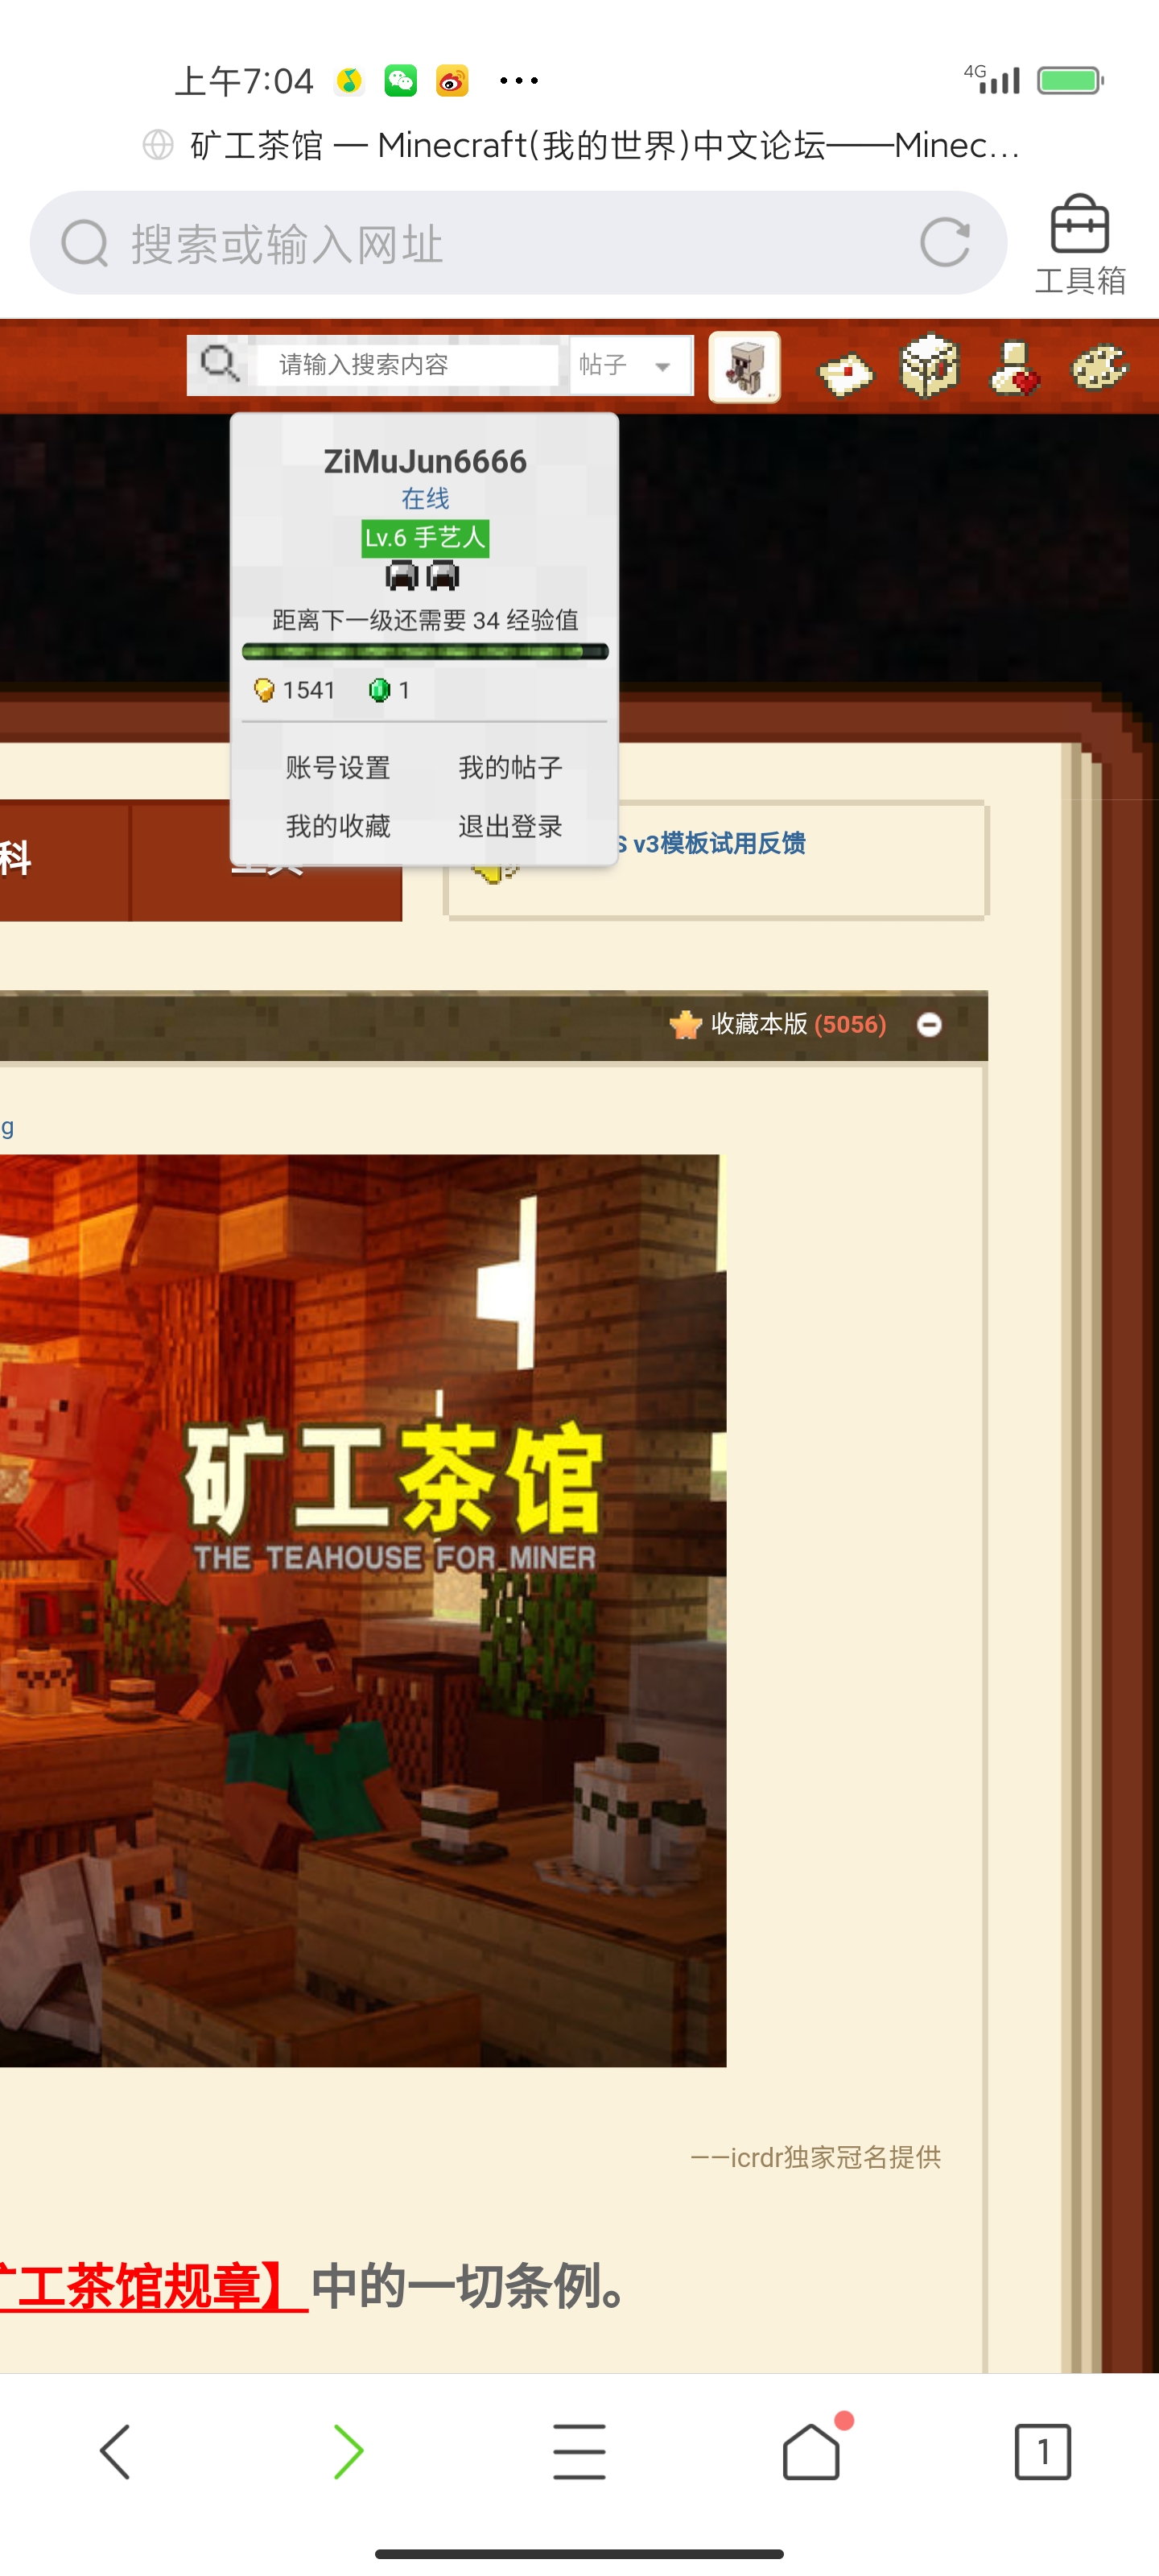 上午7:04
4G
矿工茶馆 — Minecraft(我的世界)中文论坛——Minec...
搜索或输入网址
工具箱
请输入搜索内容
帖子
ZiMuJun6666
在线
Lv.6 手艺人
距离下一级还需要 34 经验值
1541 1
账号设置 我的帖子
我的收藏 退出登录
科
工具
S v3模板试用反馈
收藏本版 (5056)
g
矿工茶馆
THE TEAHOUSE FOR MINER
——icrdr独家冠名提供
工茶馆规章】中的一切条例。
1